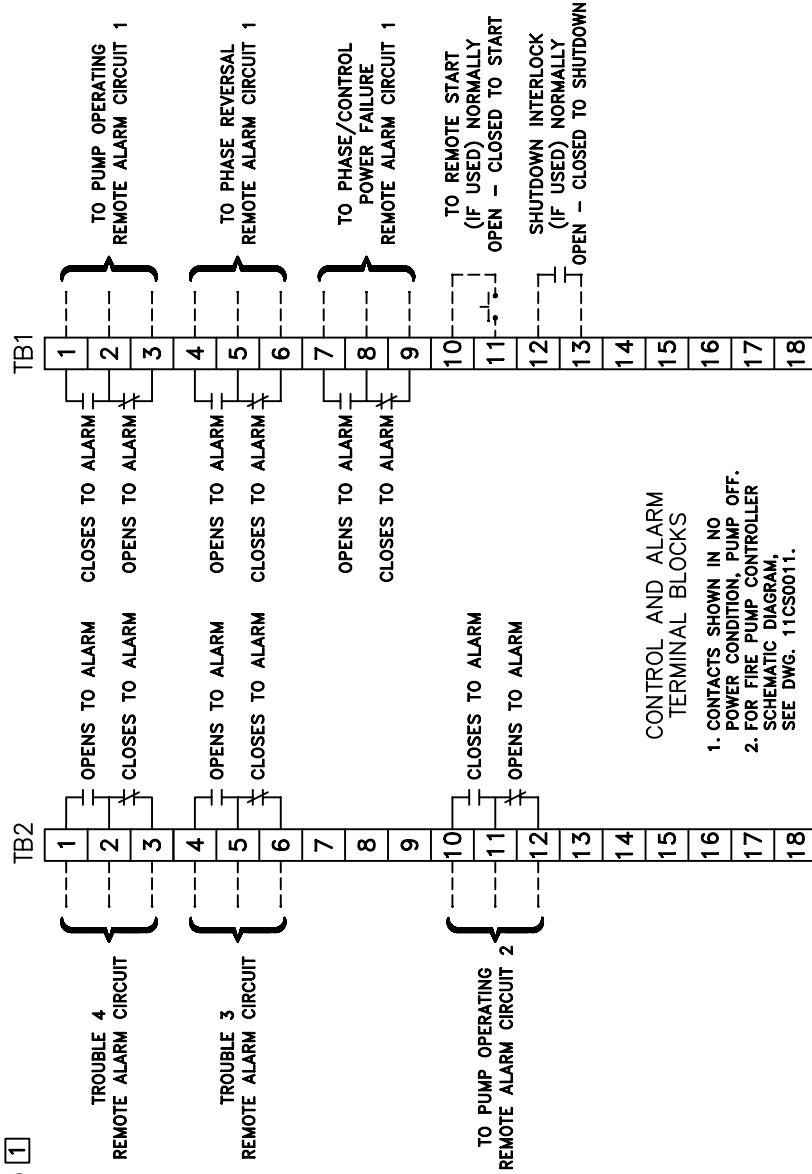 1
TB2
TB1
1
2
3
4
5
6
7
8
9
10
11
12
13
14
15
16
17
18
1
2
3
4
5
6
7
8
9
10
11
12
13
14
15
16
17
18
TROUBLE 4
REMOTE ALARM CIRCUIT
OPENS TO ALARM
CLOSES TO ALARM
TROUBLE 3
REMOTE ALARM CIRCUIT
OPENS TO ALARM
CLOSES TO ALARM
TO PUMP OPERATING
REMOTE ALARM CIRCUIT 2
CLOSES TO ALARM
OPENS TO ALARM
CLOSES TO ALARM
OPENS TO ALARM
TO PUMP OPERATING
REMOTE ALARM CIRCUIT 1
OPENS TO ALARM
CLOSES TO ALARM
TO PHASE REVERSAL
REMOTE ALARM CIRCUIT 1
OPENS TO ALARM
CLOSES TO ALARM
TO PHASE/CONTROL
POWER FAILURE
REMOTE ALARM CIRCUIT 1
TO REMOTE START
(IF USED) NORMALLY
OPEN - CLOSED TO START
SHUTDOWN INTERLOCK
(IF USED) NORMALLY
OPEN - CLOSED TO SHUTDOWN
CONTROL AND ALARM
TERMINAL BLOCKS
1. CONTACTS SHOWN IN NO
POWER CONDITION, PUMP OFF.
2. FOR FIRE PUMP CONTROLLER
SCHEMATIC DIAGRAM,
SEE DWG. 11CS0011.